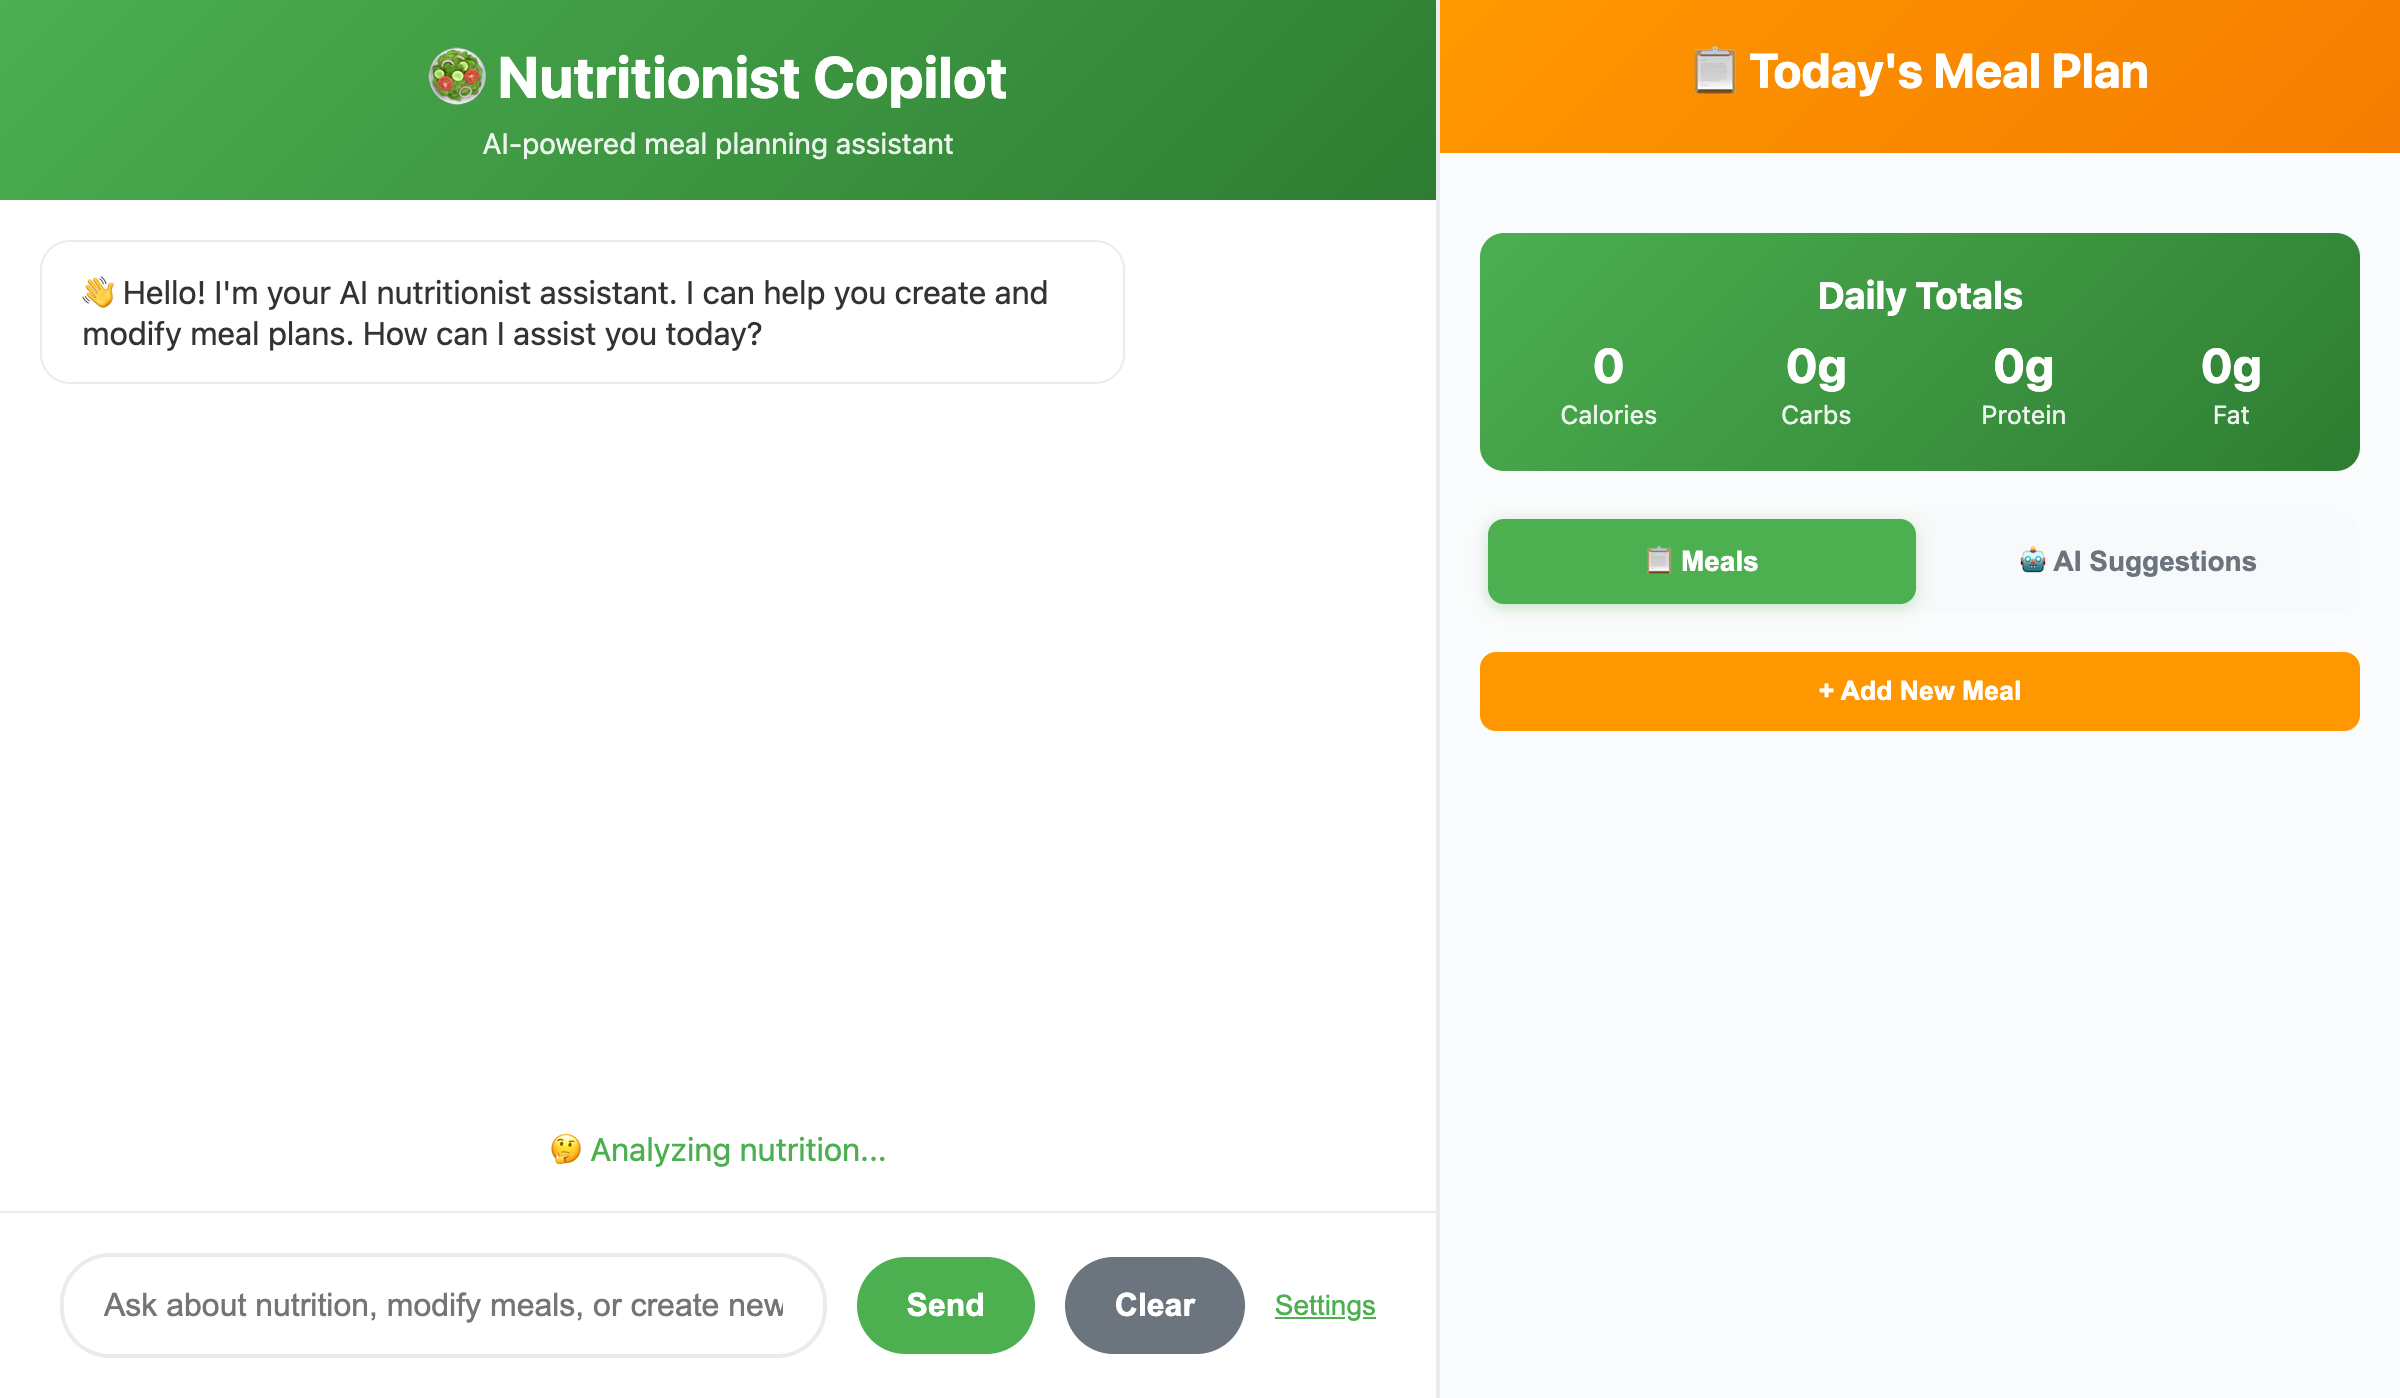 🥗 Nutritionist Copilot
AI-powered meal planning assistant
👋 Hello! I'm your AI nutritionist assistant. I can help you create and
modify meal plans. How can I assist you today?
🤔 Analyzing nutrition...
Ask about nutrition, modify meals, or create new
Send
Clear
Settings
📋 Today's Meal Plan
Daily Totals
0 0g 0g 0g
Calories Carbs Protein Fat
📋 Meals
🤖 AI Suggestions
+ Add New Meal